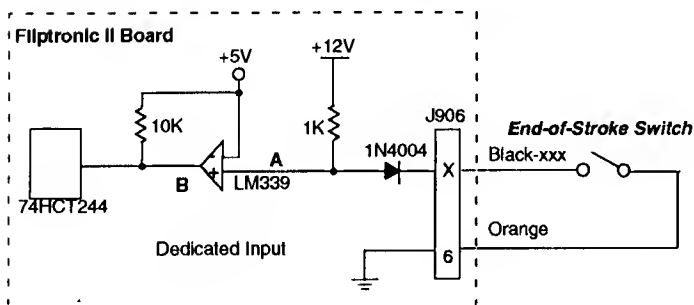 Fliptronic II Board
+5V
+12V
10K
1K
J906
End-of-Stroke Switch
1N4004
Black-xxx
A
X
-
+
B
LM339
74HCT244
Orange
Dedicated Input
6